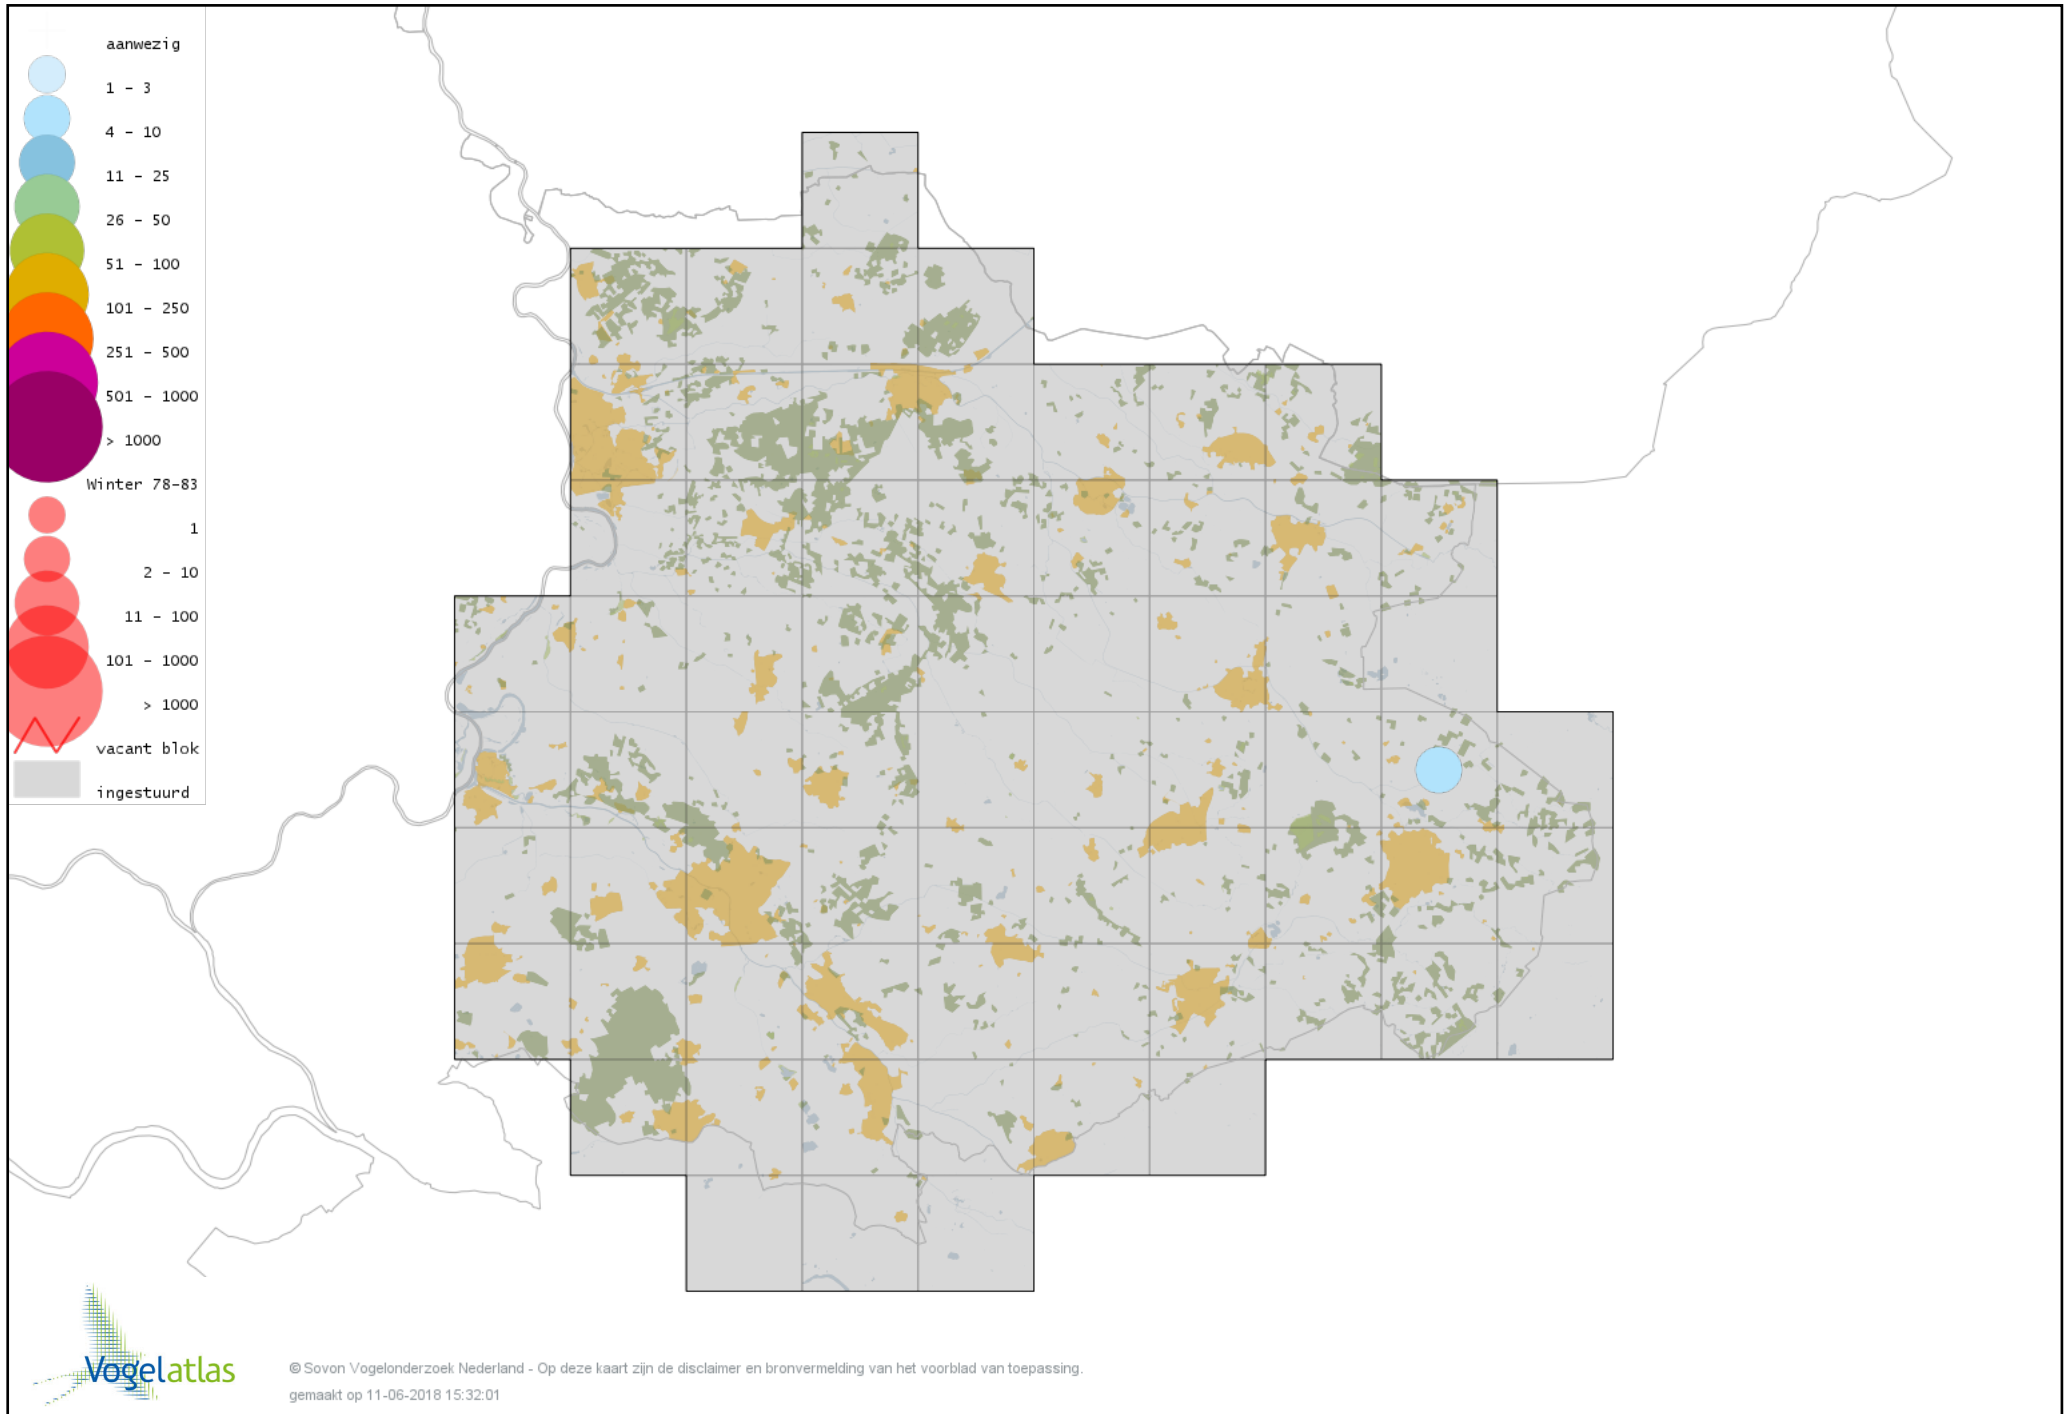 aanwezig
1 - 3
4 - 10
11 - 25
26 - 50
51 - 100
101 - 250
251 - 500
501 - 1000
> 1000
Winter 78-83
1
2 - 10
11 - 100
101 - 1000
> 1000
vacant blok
ingestuurd
Vogelatlas
© Sovon Vogelonderzoek Nederland - Op deze kaart zijn de disclaimer en bronvermelding van het voorblad van toepassing.
gemaakt op 11-06-2018 15:32:01